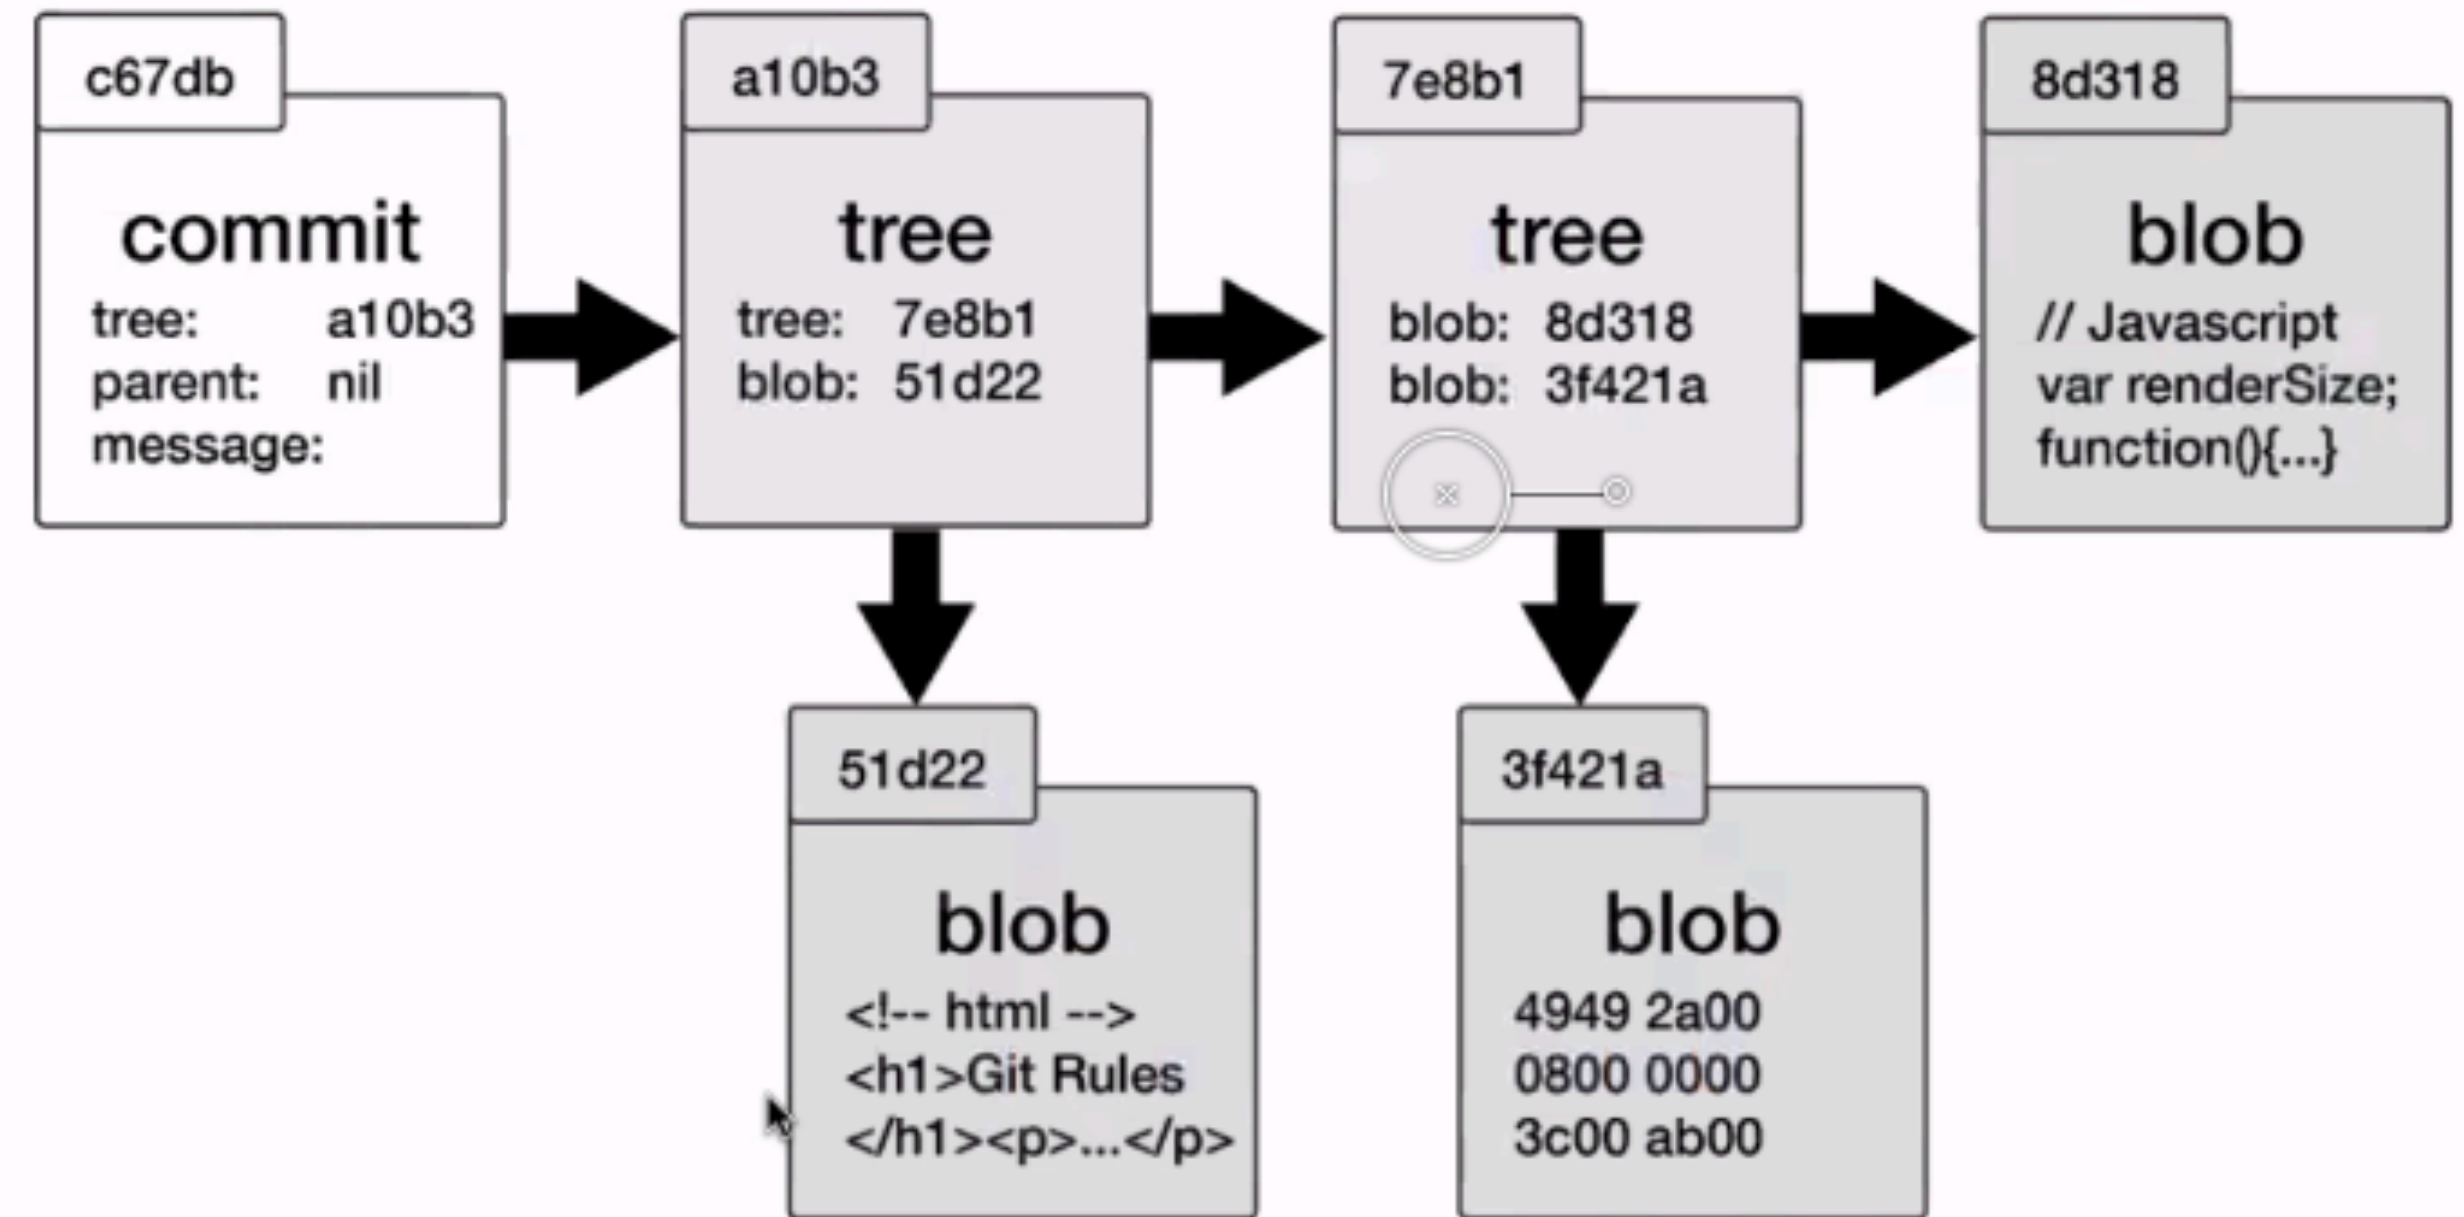 c67db
commit
tree: a10b3
parent: nil
message:
a10b3
tree
tree: 7e8b1
blob: 51d22
7e8b1
tree
blob: 8d318
blob: 3f421a
8d318
blob
// Javascript
var renderSize;
function(){...}
51d22
blob
<!-- html -->
<h1>Git Rules
</h1><p>...</p>
3f421a
blob
4949 2a00
0800 0000
3c00 ab00